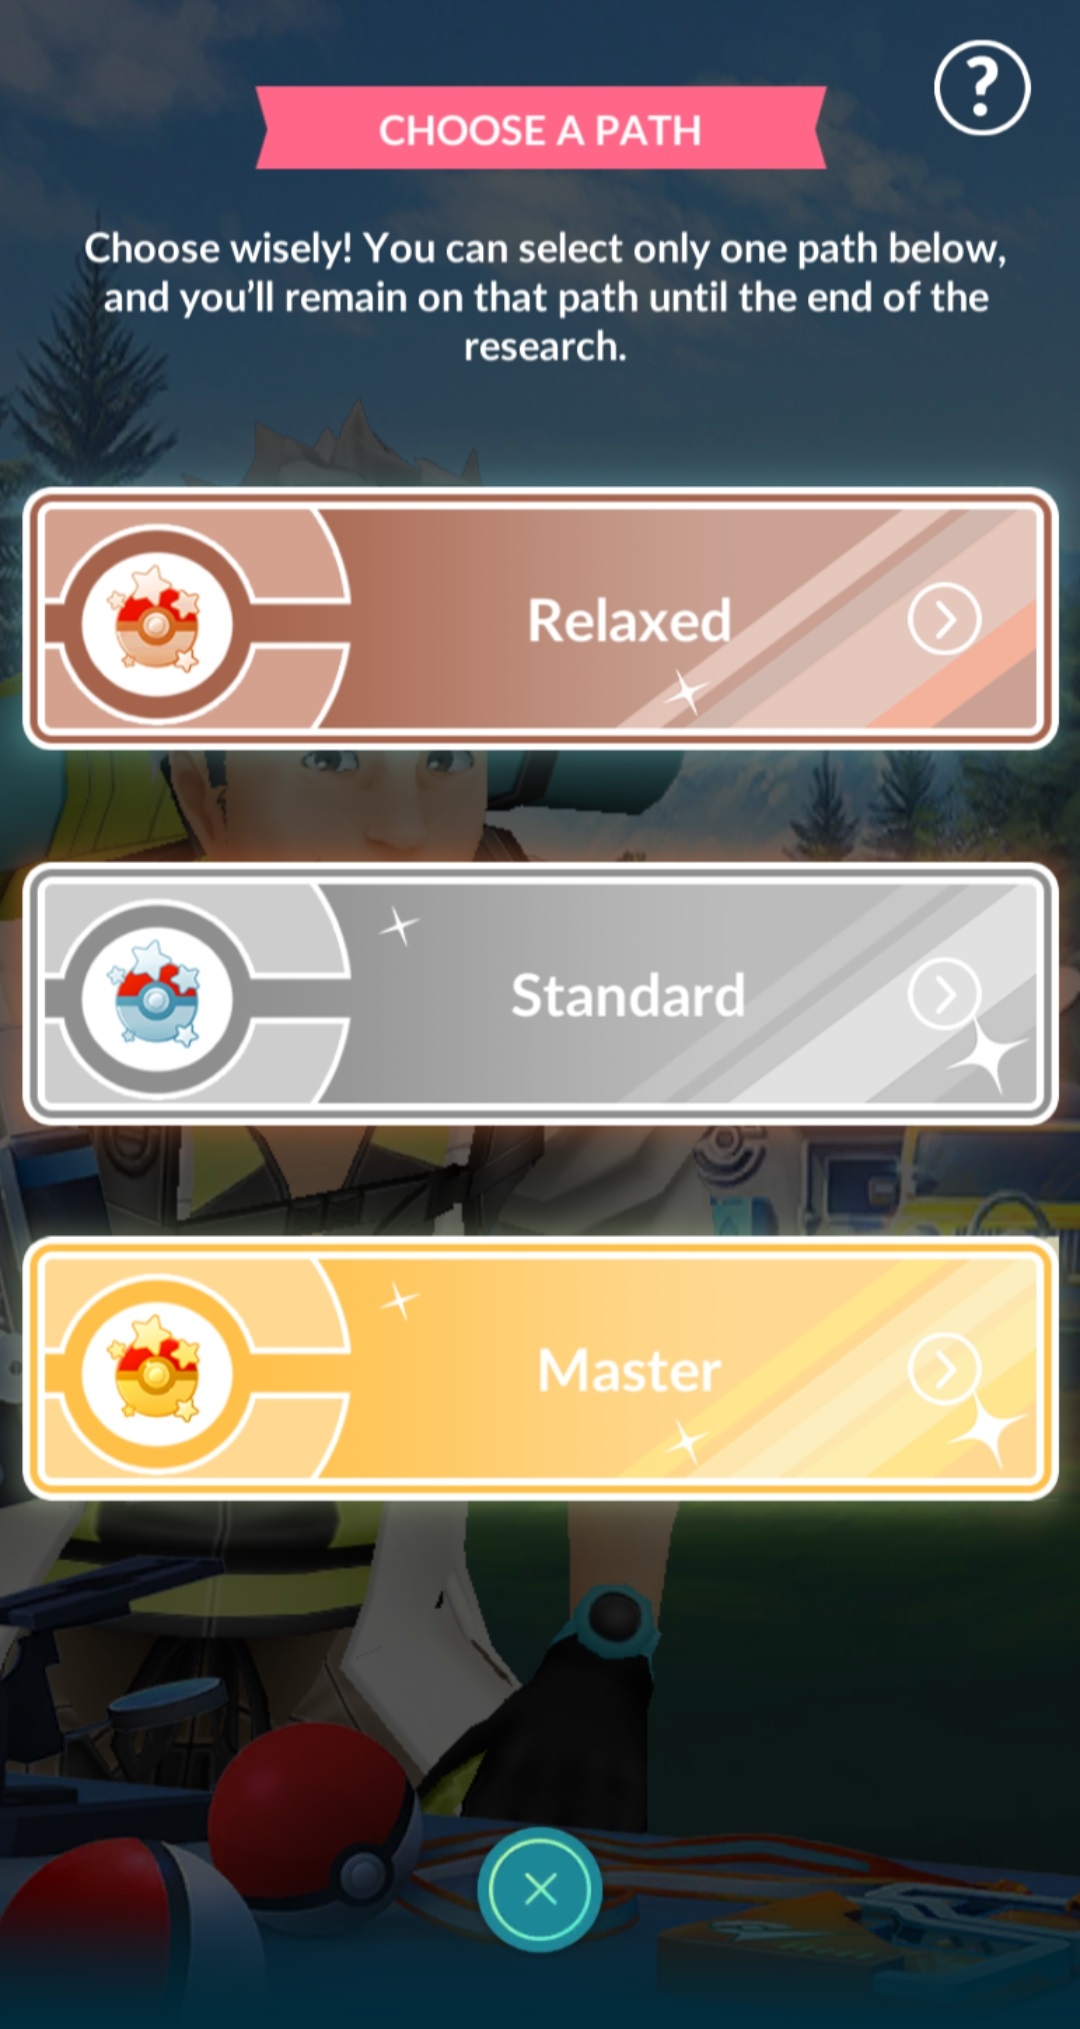 ?
CHOOSE A PATH
Choose wisely! You can select only one path below,
and you’ll remain on that path until the end of the
research.
Relaxed
Standard
Master